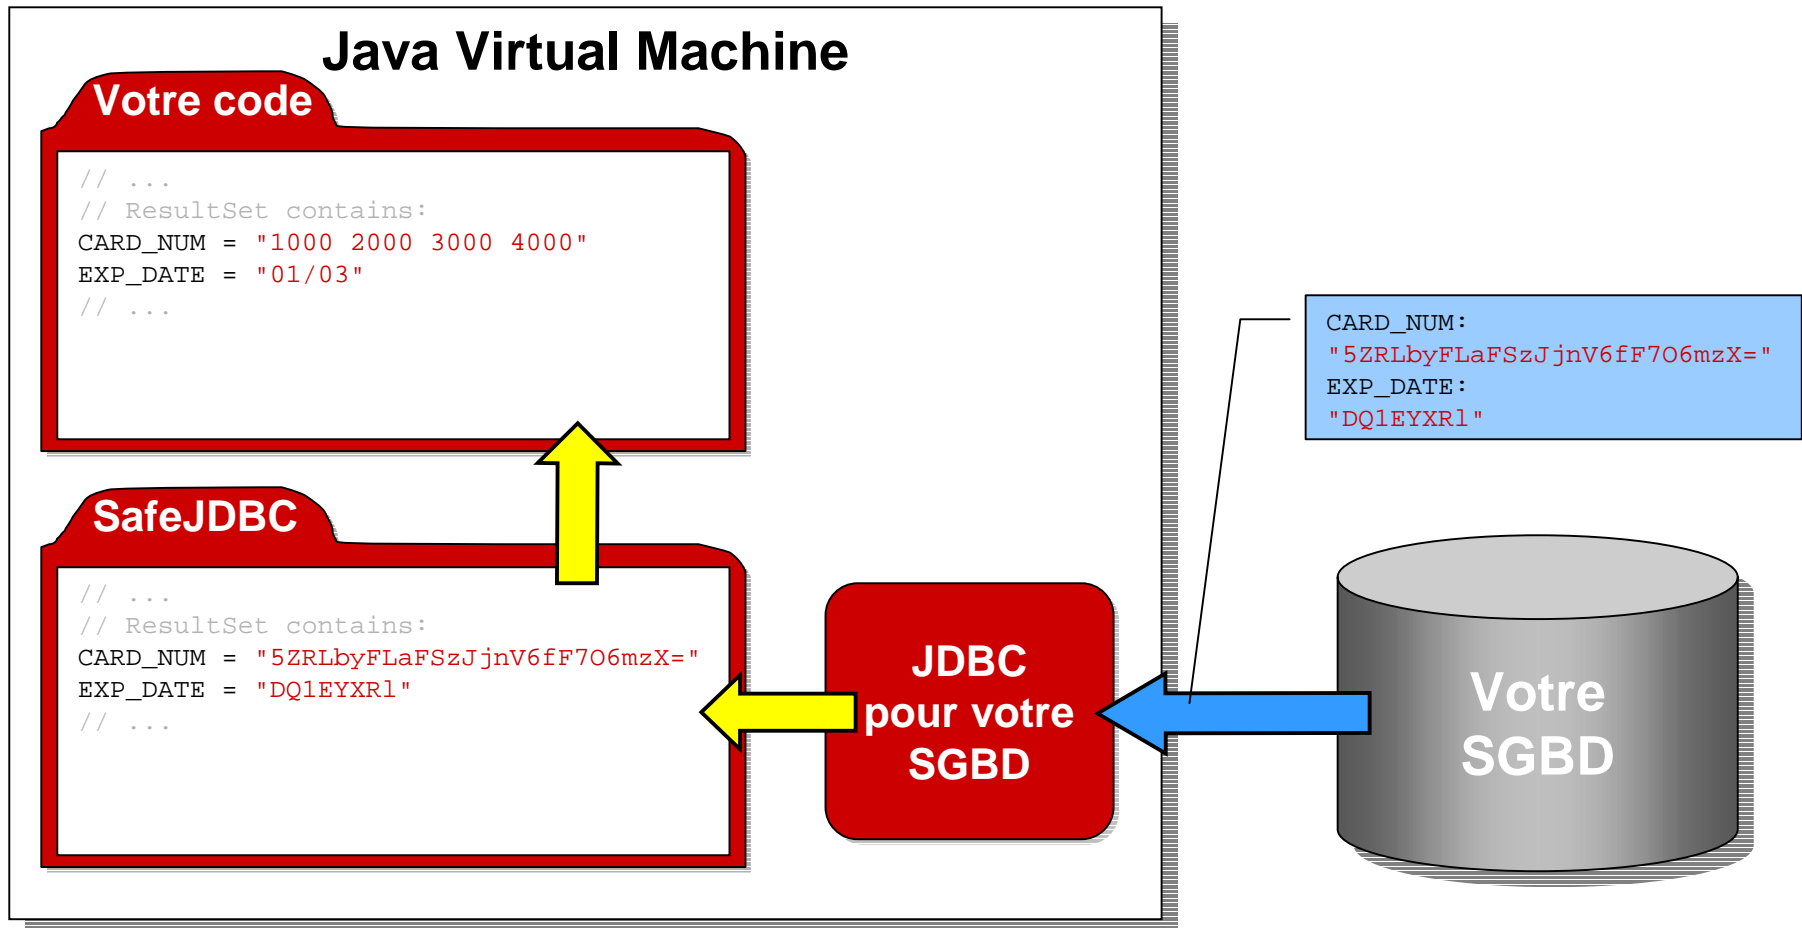 Java Virtual Machine
Votre code
// ...
// ResultSet contains:
CARD_NUM = "1000 2000 3000 4000"
EXP_DATE = "01/03"
// ...
SafeJDBC
// ...
// ResultSet contains:
CARD_NUM = "5ZRLbyFLaFSzJjnV6fF7O6mzX="
EXP_DATE = "DQ1EYXRl"
// ...
JDBC
pour votre
SGBD
CARD_NUM:
"5ZRLbyFLaFSzJjnV6fF7O6mzX="
EXP_DATE:
"DQ1EYXRl"
Votre
SGBD